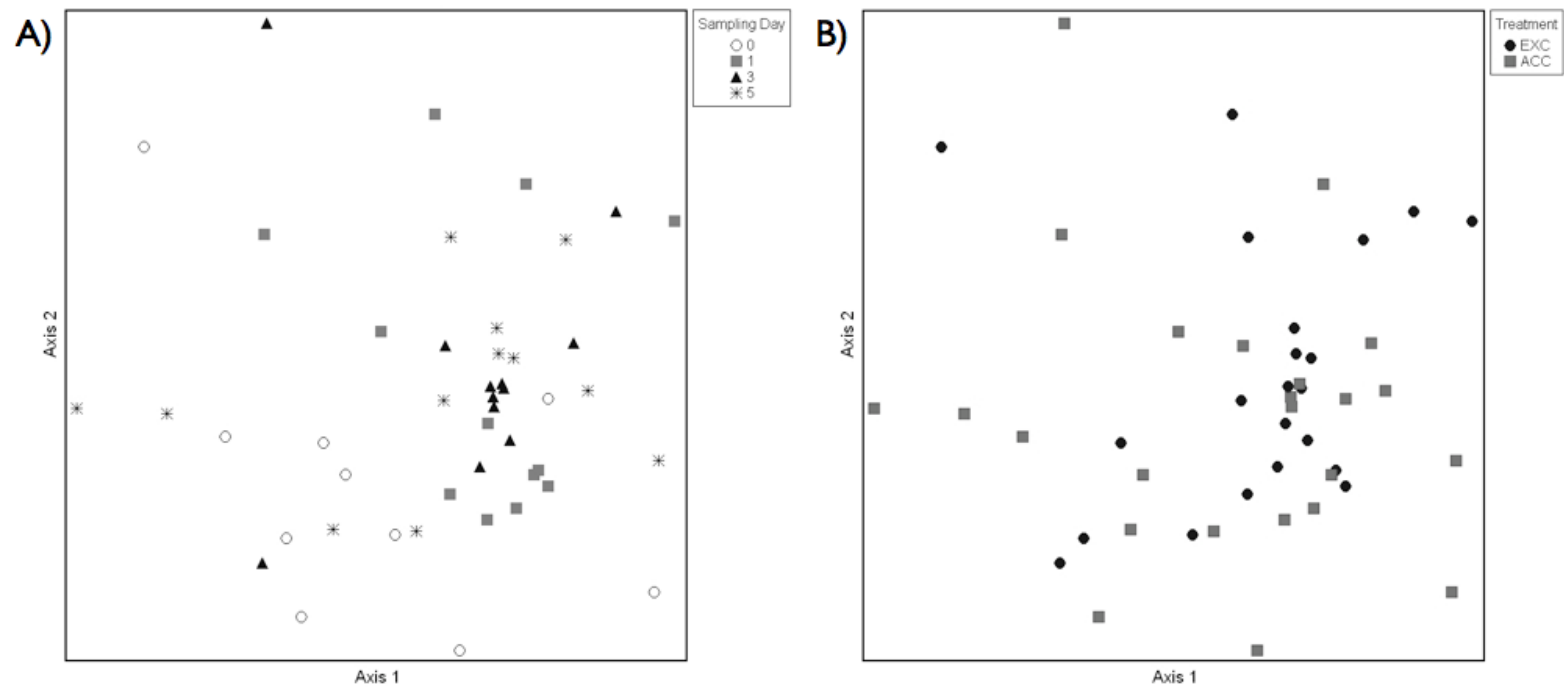 A)
Sampling Day
0
1
3
5
Axis 2
Axis 1
B)
Treatment
EXC
ACC
Axis 2
Axis 1